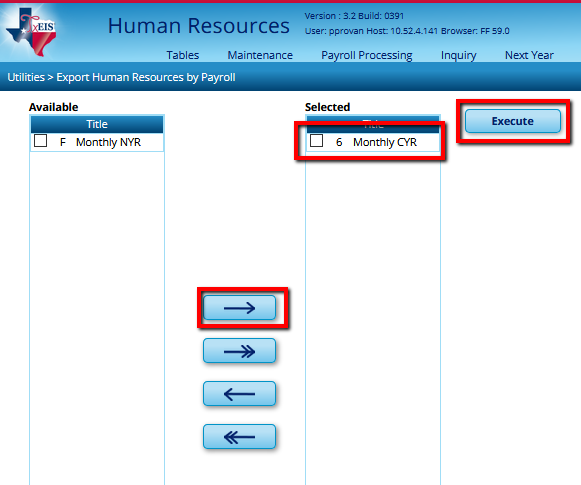 TxEIS
Human Resources
Version : 3.2 Build: 0391
User: pprovan Host: 10.52.4.141 Browser: FF 59.0
Tables Maintenance Payroll Processing Inquiry Next Year
Utilities > Export Human Resources by Payroll
Available
Selected
Execute
Title
Title
F Monthly NYR
6 Monthly CYR